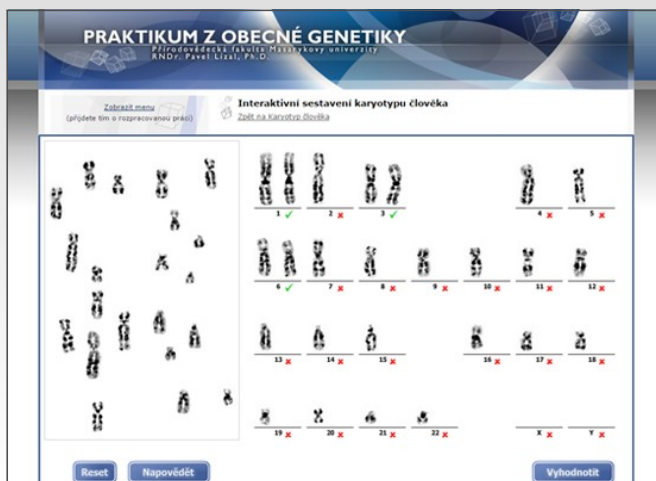 PRAKTIKUM Z OBECNÉ GENETIKY
Přírodovědecká fakulta Masarykovy univerzity
RNDr. Pavel Lízal, Ph.D.
Zobrazit menu
(přijdete tím o rozpracovanou práci)
Interaktivní sestavení karyotypu člověka
Zpět na Karyotyp člověka
1 2 3 4 5
6 7 8 9 10 11 12
13 14 15 16 17 18
19 20 21 22 X Y
Reset Napovědět Vyhodnotit